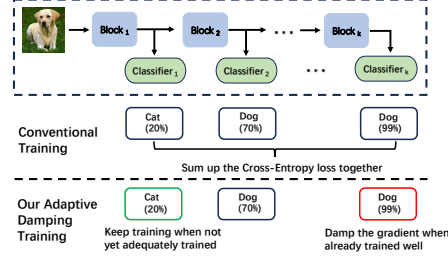 Block 1
Block 2
...
Block k
Classifier 1
Classifier 2
...
Classifier k
Conventional
Training
Cat
(20%)
Dog
(70%)
Dog
(99%)
Sum up the Cross-Entropy loss together
Our Adaptive
Damping
Training
Cat
(20%)
Dog
(70%)
Dog
(99%)
Keep training when not
yet adequately trained
Damp the gradient when
already trained well